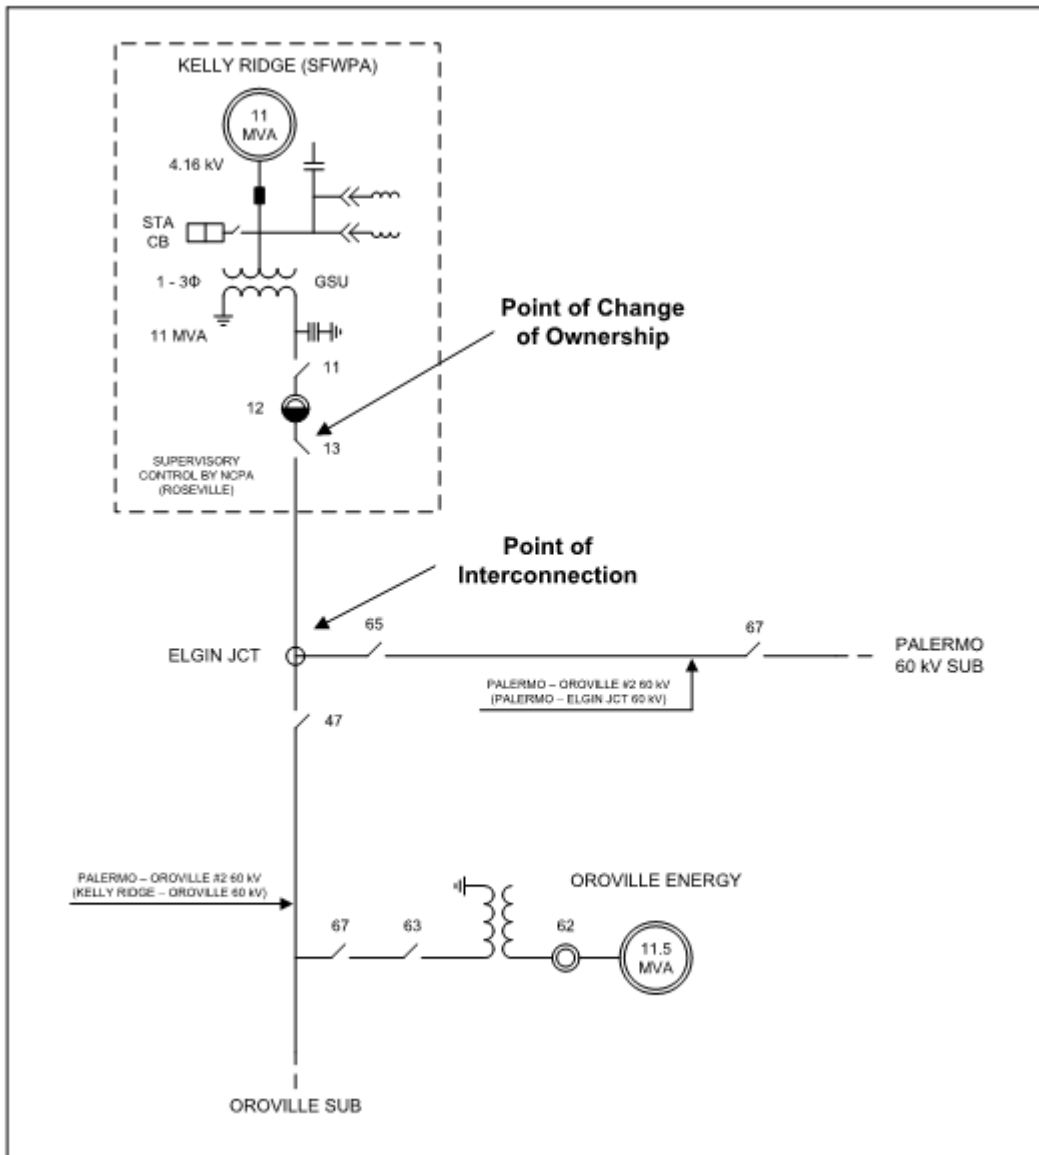 KELLY RIDGE (SFWPA)
11
MVA
4.16 kV
STA
CB
1 - 3Φ
GSU
11 MVA
Point of Change
of Ownership
11
12
13
SUPERVISORY
CONTROL BY NCPA
(ROSEVILLE)
Point of
Interconnection
65
67
ELGIN JCT
PALERMO
60 kV SUB
PALERMO – OROVILLE #2 60 kV
(PALERMO – ELGIN JCT 60 kV)
47
PALERMO – OROVILLE #2 60 kV
(KELLY RIDGE – OROVILLE 60 kV)
OROVILLE ENERGY
67
63
62
11.5
MVA
OROVILLE SUB